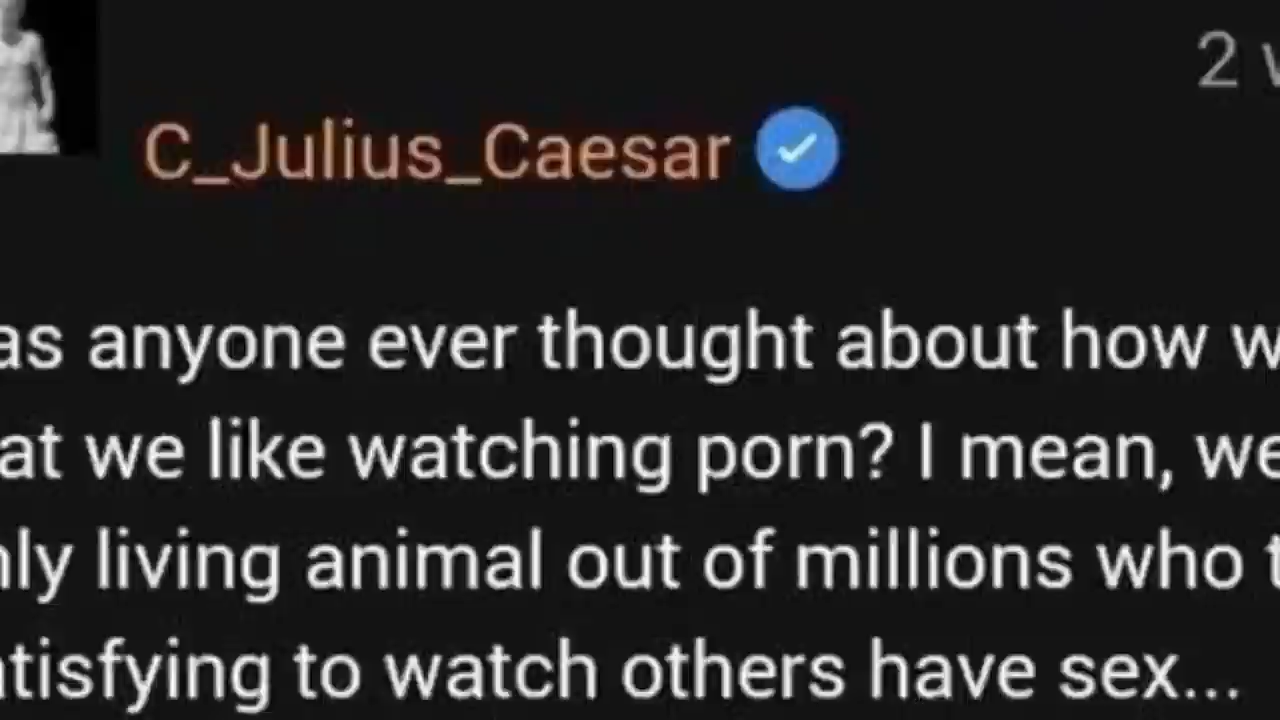 2
C_Julius_Caesar
as anyone ever thought about how w
at we like watching porn? I mean, we
nly living animal out of millions who t
atisfying to watch others have sex...